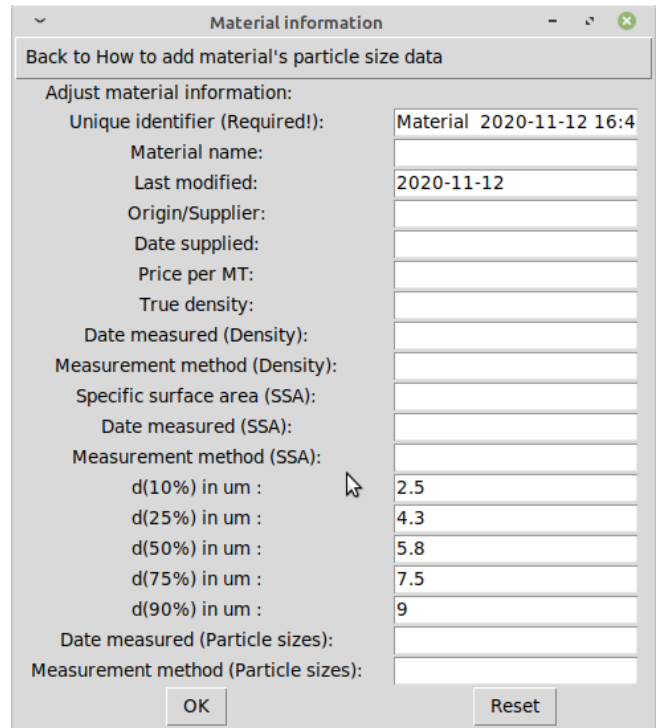 Material information
Back to How to add material's particle size data
Adjust material information:
Unique identifier (Required!): Material 2020-11-12 16:4
Material name:
Last modified: 2020-11-12
Origin/Supplier:
Date supplied:
Price per MT:
True density:
Date measured (Density):
Measurement method (Density):
Specific surface area (SSA):
Date measured (SSA):
Measurement method (SSA):
d(10%) in um : 2.5
d(25%) in um : 4.3
d(50%) in um : 5.8
d(75%) in um : 7.5
d(90%) in um : 9
Date measured (Particle sizes):
Measurement method (Particle sizes):
OK Reset